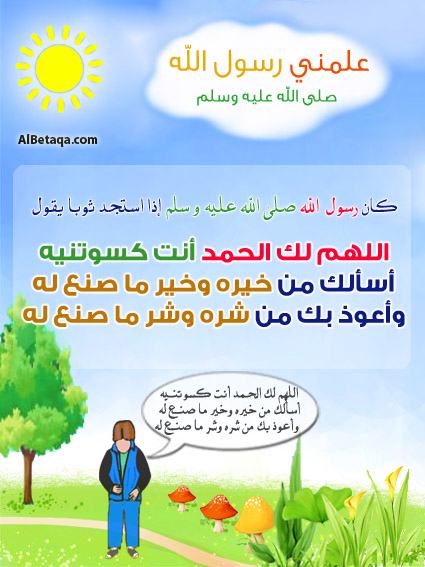 علمني رسول الله
صلى الله عليه وسلم
AlBetaqa.com
كان رسول الله صلى الله عليه و سلم إذا استجد ثوبا يقول
اللهم لك الحمد أنت كسوتنيه
أسألك من خيره وخير ما صنع له
وأعوذ بك من شره وشر ما صنع له
اللهم لك الحمد أنت كسوتنيه
أسألك من خيره وخير ما صنع له
وأعوذ بك من شره وشر ما صنع له